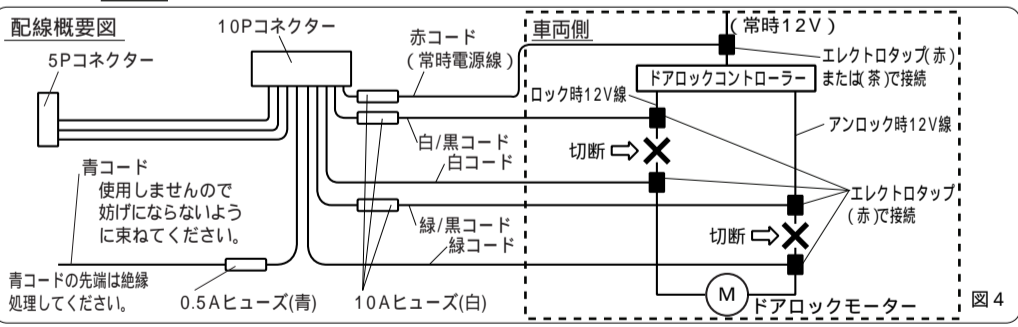 配線概要図
10Pコネクター
5Pコネクター
赤コード
(常時電源線)
白/黒コード
白コード
緑/黒コード
緑コード
青コード
使用しませんので
妨げにならないよう
に束ねてください。
青コードの先端は絶縁
処理してください。
0.5Aヒューズ(青)
10Aヒューズ(白)
車両側
(常時12V)
エレクトロタップ(赤)
または(茶)で接続
ドアロックコントローラー
ロック時12V線
アンロック時12V線
切断
エレクトロタップ
(赤)で接続
切断
M
ドアロックモーター
図4